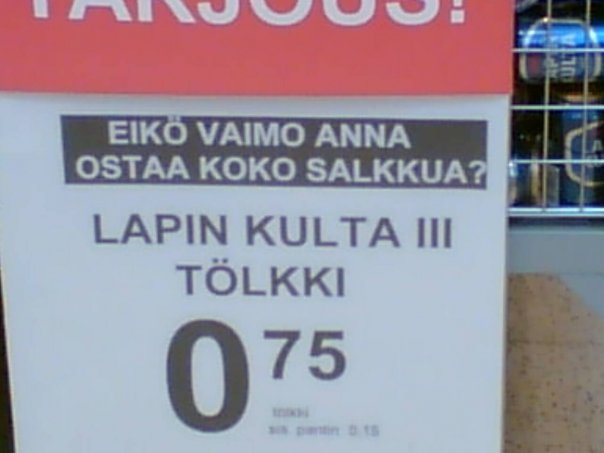 TARJOUS!
EIKÖ VAIMO ANNA
OSTAA KOKO SALKKUA?
LAPIN KULTA III
TÖLKKI
0 75
tölkki
sis. pantin 0.15